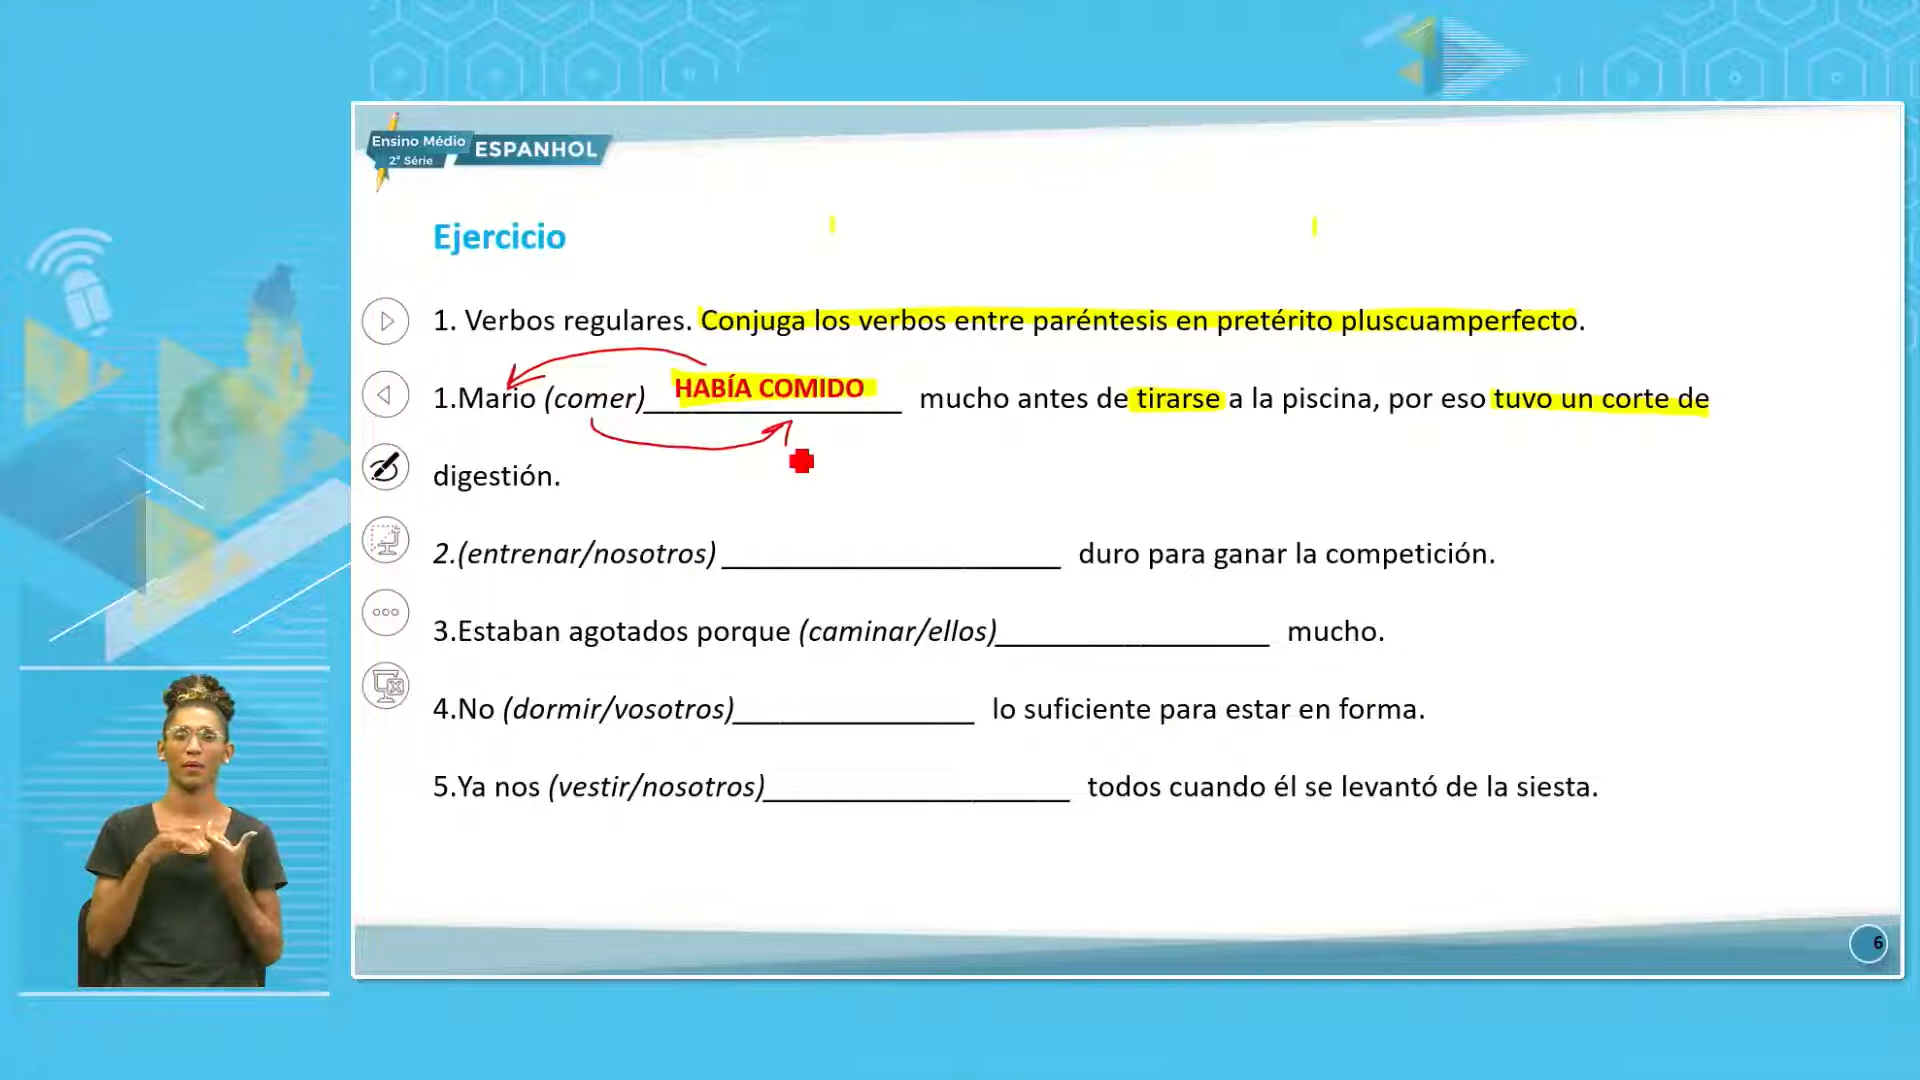 Ensino Médio
2ª Série
ESPANHOL
Ejercicio
1. Verbos regulares. Conjuga los verbos entre paréntesis en pretérito pluscuamperfecto.
1.Mario (comer)________________ HABÍA COMIDO mucho antes de tirarse a la piscina, por eso tuvo un corte de
digestión.
2.(entrenar/nosotros) _____________________ duro para ganar la competición.
3.Estaban agotados porque (caminar/ellos)_________________ mucho.
4.No (dormir/vosotros)_______________ lo suficiente para estar en forma.
5.Ya nos (vestir/nosotros)___________________ todos cuando él se levantó de la siesta.
6